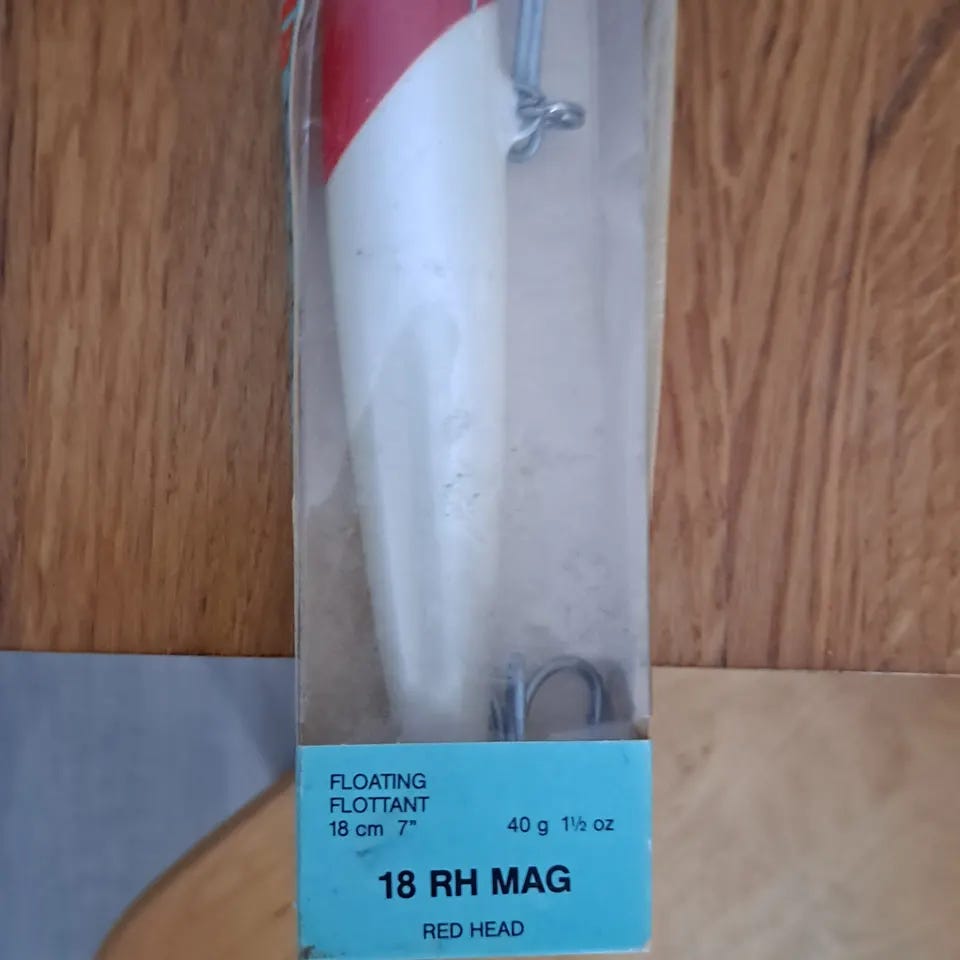 FLOATING
FLOTTANT
18 cm 7" 40 g 1½ oz
18 RH MAG
RED HEAD